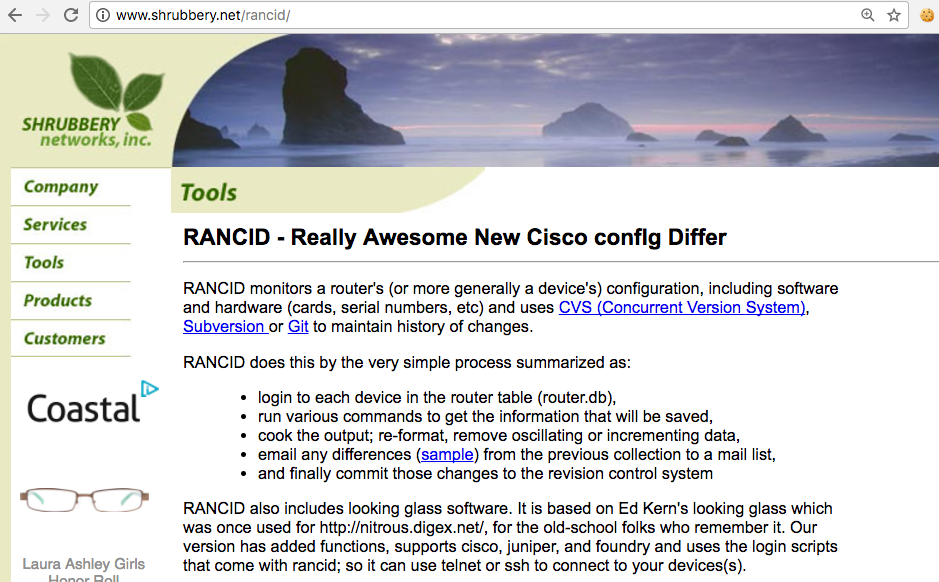 www.shrubbery.net/rancid/
SHRUBBERY
networks, inc.
Company
Services
Tools
Products
Customers
Coastal
Laura Ashley Girls
Honor Roll
Tools
RANCID - Really Awesome New Cisco confIg Differ
RANCID monitors a router's (or more generally a device's) configuration, including software
and hardware (cards, serial numbers, etc) and uses CVS (Concurrent Version System),
Subversion or Git to maintain history of changes.
RANCID does this by the very simple process summarized as:
• login to each device in the router table (router.db),
• run various commands to get the information that will be saved,
• cook the output; re-format, remove oscillating or incrementing data,
• email any differences (sample) from the previous collection to a mail list,
• and finally commit those changes to the revision control system
RANCID also includes looking glass software. It is based on Ed Kern's looking glass which
was once used for http://nitrous.digex.net/, for the old-school folks who remember it. Our
version has added functions, supports cisco, juniper, and foundry and uses the login scripts
that come with rancid; so it can use telnet or ssh to connect to your devices(s).